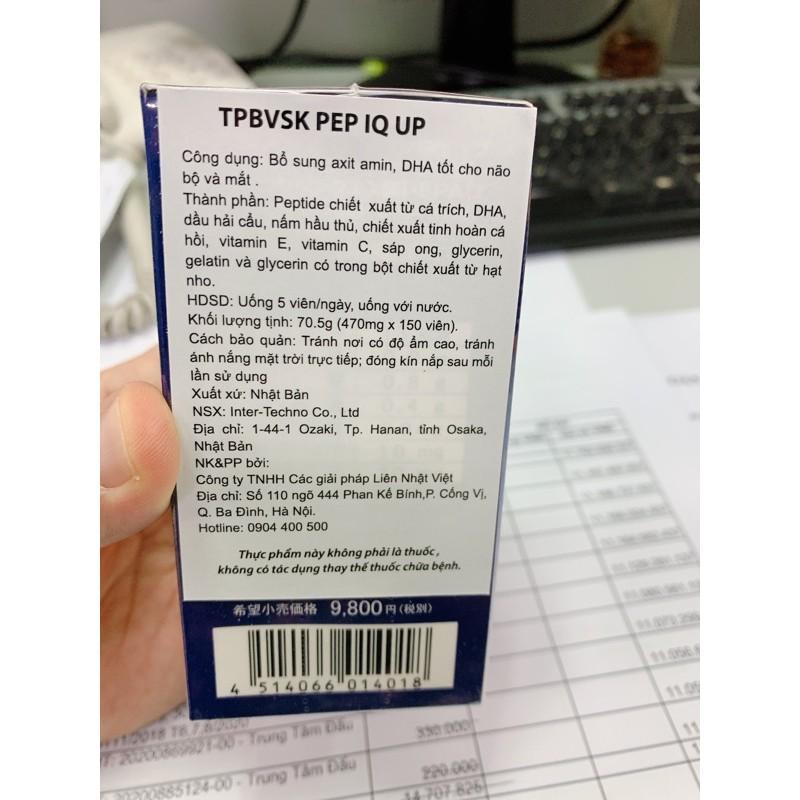 TPBVSK PEP IQ UP
Công dụng: Bổ sung axit amin, DHA tốt cho não
bộ và mắt .
Thành phần: Peptide chiết xuất từ cá trích, DHA,
dầu hải cẩu, nấm hầu thủ, chiết xuất tinh hoàn cá
hồi, vitamin E, vitamin C, sáp ong, glycerin,
gelatin và glycerin có trong bột chiết xuất từ hạt
nho.
HDSD: Uống 5 viên/ngày, uống với nước.
Khối lượng tịnh: 70.5g (470mg x 150 viên).
Cách bảo quản: Tránh nơi có độ ẩm cao, tránh
ánh nắng mặt trời trực tiếp; đóng kín nắp sau mỗi
lần sử dụng
Xuất xứ: Nhật Bản
NSX: Inter-Techno Co., Ltd
Địa chỉ: 1-44-1 Ozaki, Tp. Hanan, tỉnh Osaka,
Nhật Bản
NK&PP bởi:
Công ty TNHH Các giải pháp Liên Nhật Việt
Địa chỉ: Số 110 ngõ 444 Phan Kế Bính,P. Cống Vị,
Q. Ba Đình, Hà Nội.
Hotline: 0904 400 500
Thực phẩm này không phải là thuốc,
không có tác dụng thay thế thuốc chữa bệnh.
希望小売価格 9,800円(税別)
4 514066 014018
- Trung Tâm Đấu
330.000
20200885124-00 - Trung Tâm Đấu
220.000
14.707.826